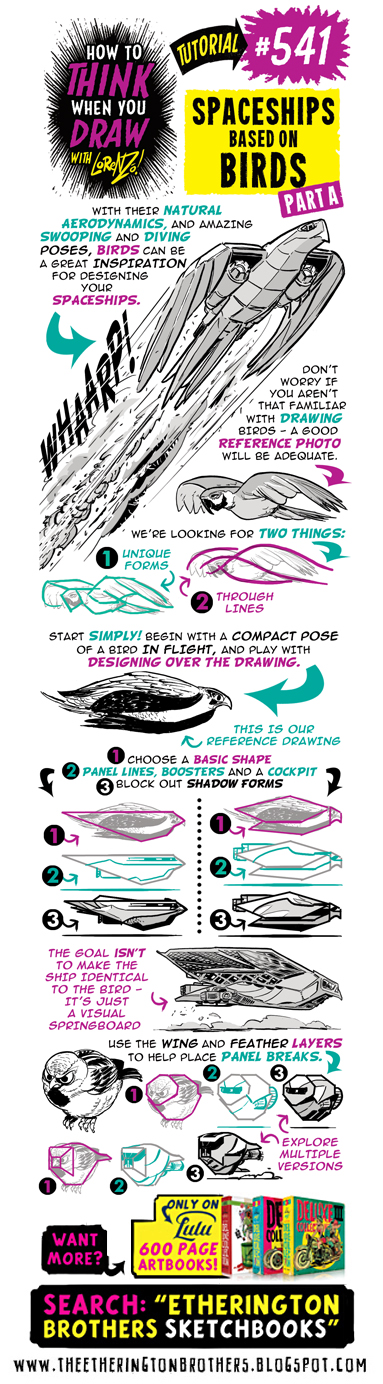 HOW TO
THINK
WHEN YOU
DRAW
WITH LORENZO!
TUTORIAL
#541
SPACESHIPS
BASED ON
BIRDS
PART A
WITH THEIR NATURAL
AERODYNAMICS, AND AMAZING
SWOOPING AND DIVING
POSES, BIRDS CAN BE
A GREAT INSPIRATION
FOR DESIGNING
YOUR
SPACESHIPS.
WHAARP!
DON'T
WORRY IF
YOU AREN'T
THAT FAMILIAR
WITH DRAWING
BIRDS - A GOOD
REFERENCE PHOTO
WILL BE ADEQUATE.
WE'RE LOOKING FOR TWO THINGS:
1 UNIQUE
FORMS
2 THROUGH
LINES
START SIMPLY! BEGIN WITH A COMPACT POSE
OF A BIRD IN FLIGHT, AND PLAY WITH
DESIGNING OVER THE DRAWING.
THIS IS OUR
REFERENCE DRAWING
1 CHOOSE A BASIC SHAPE
2 PANEL LINES, BOOSTERS AND A COCKPIT
3 BLOCK OUT SHADOW FORMS
1
1
2
2
3
3
THE GOAL ISN'T
TO MAKE THE
SHIP IDENTICAL
TO THE BIRD -
IT'S JUST
A VISUAL
SPRINGBOARD
USE THE WING AND FEATHER LAYERS
TO HELP PLACE PANEL BREAKS.
1
2
3
EXPLORE
MULTIPLE
VERSIONS
1
2
3
WANT
MORE?
ONLY ON
Lulu
600 PAGE
ARTBOOKS!
DELUXE
SEARCH: "ETHERINGTON
BROTHERS SKETCHBOOKS"
WWW.THEETHERINGTONBROTHERS.BLOGSPOT.COM